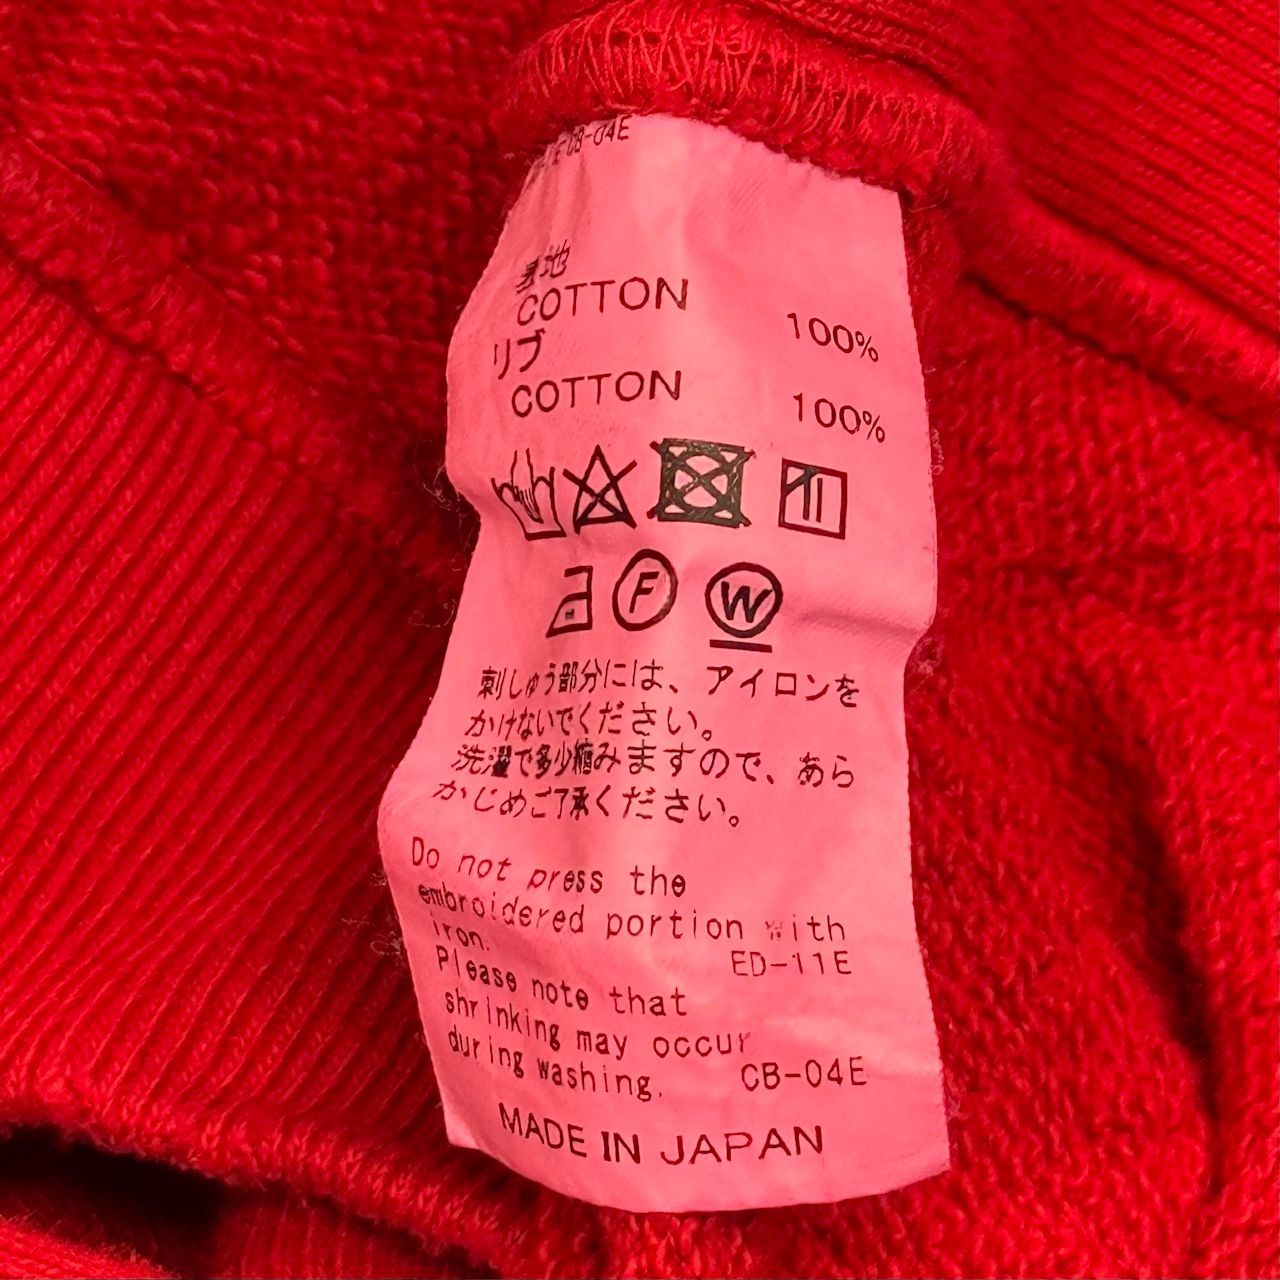 CB-04E
表地
COTTON 100%
リブ
COTTON 100%
F W
刺しゅう部分には、アイロンを
かけないでください。
洗濯で多少縮みますので、あら
かじめご了承ください。
Do not press the
embroidered portion with
iron.
ED-11E
Please note that
shrinking may occur
during washing.
CB-04E
MADE IN JAPAN